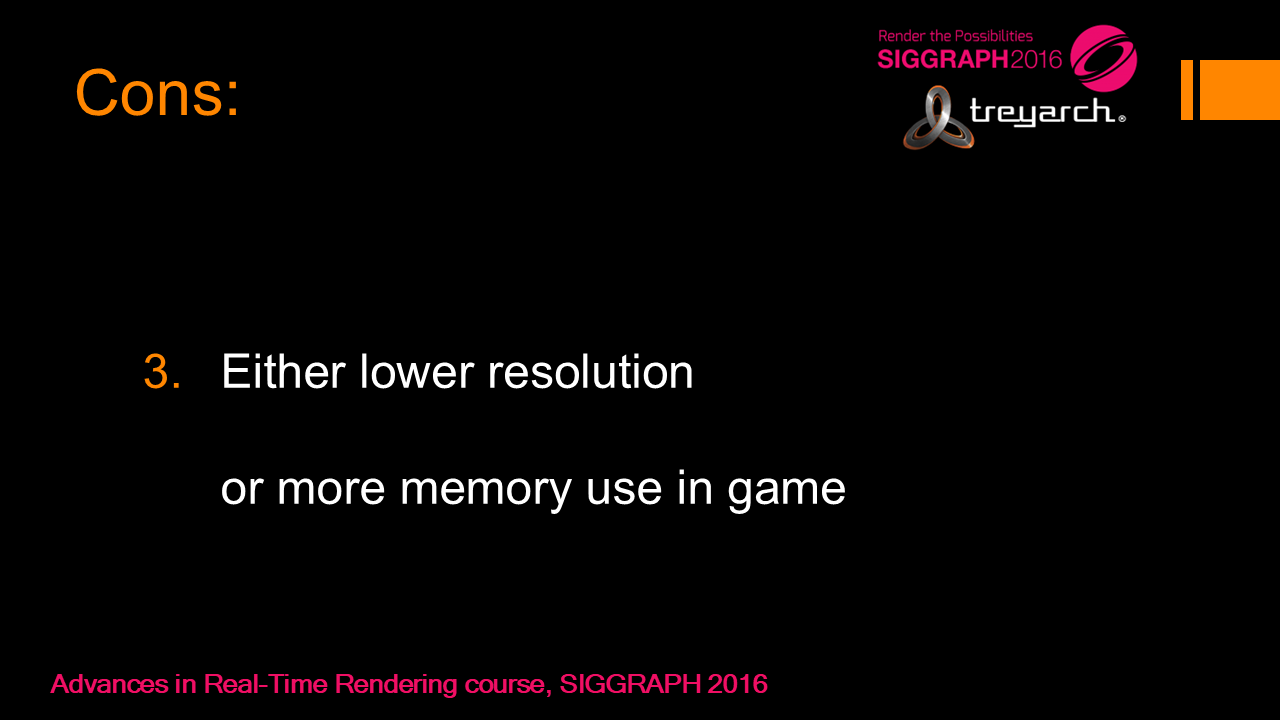 Cons:
Render the Possibilities
SIGGRAPH2016
treyarch®
3. Either lower resolution
or more memory use in game
Advances in Real-Time Rendering course, SIGGRAPH 2016